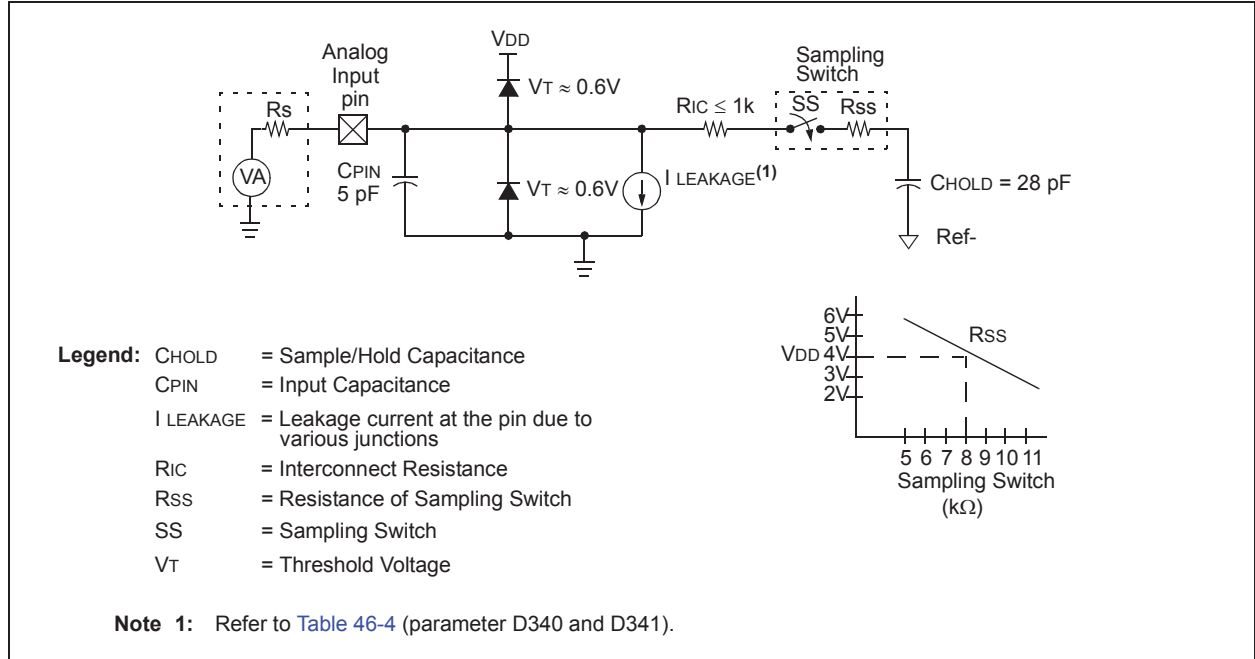 VDD
Analog
Input
pin
Rs
VA
VT ≈ 0.6V
CPIN
5 pF
VT ≈ 0.6V
I LEAKAGE(1)
RIC ≤ 1k
Sampling
Switch
SS
RSS
CHOLD = 28 pF
Ref-
6V
5V
VDD 4V
3V
2V
RSS
5 6 7 8 9 10 11
Sampling Switch
(kΩ)
Legend: CHOLD = Sample/Hold Capacitance
CPIN = Input Capacitance
I LEAKAGE = Leakage current at the pin due to
various junctions
RIC = Interconnect Resistance
RSS = Resistance of Sampling Switch
SS = Sampling Switch
VT = Threshold Voltage
Note 1: Refer to Table 46-4 (parameter D340 and D341).